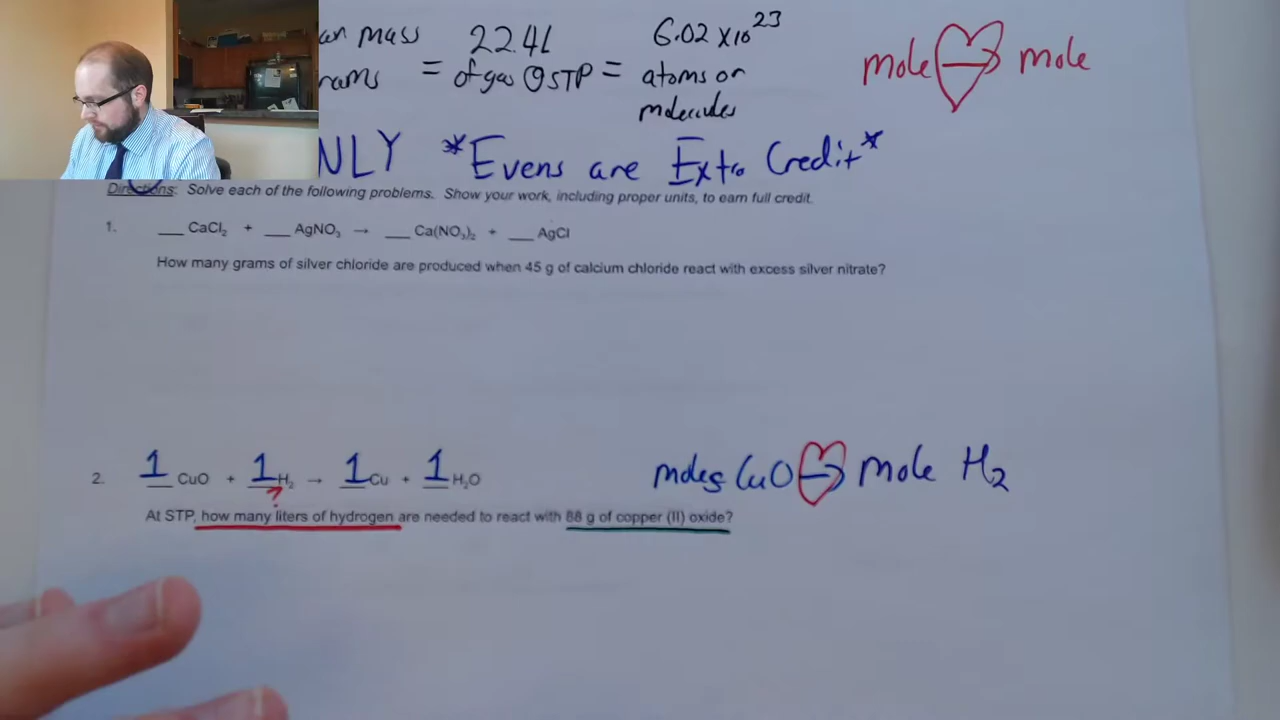 an mass = 22.4L = 6.02 x 10^23
rams of gas @STP atoms or
molecules
mole → mole
NLY *Evens are Extra Credit*
Directions: Solve each of the following problems. Show your work, including proper units, to earn full credit.
1. ___ CaCl₂ + ___ AgNO₃ → ___ Ca(NO₃)₂ + ___ AgCl
How many grams of silver chloride are produced when 45 g of calcium chloride react with excess silver nitrate?
2. 1 CuO + 1 H₂ → 1 Cu + 1 H₂O
?
moles CuO → mole H₂
At STP, how many liters of hydrogen are needed to react with 88 g of copper (II) oxide?